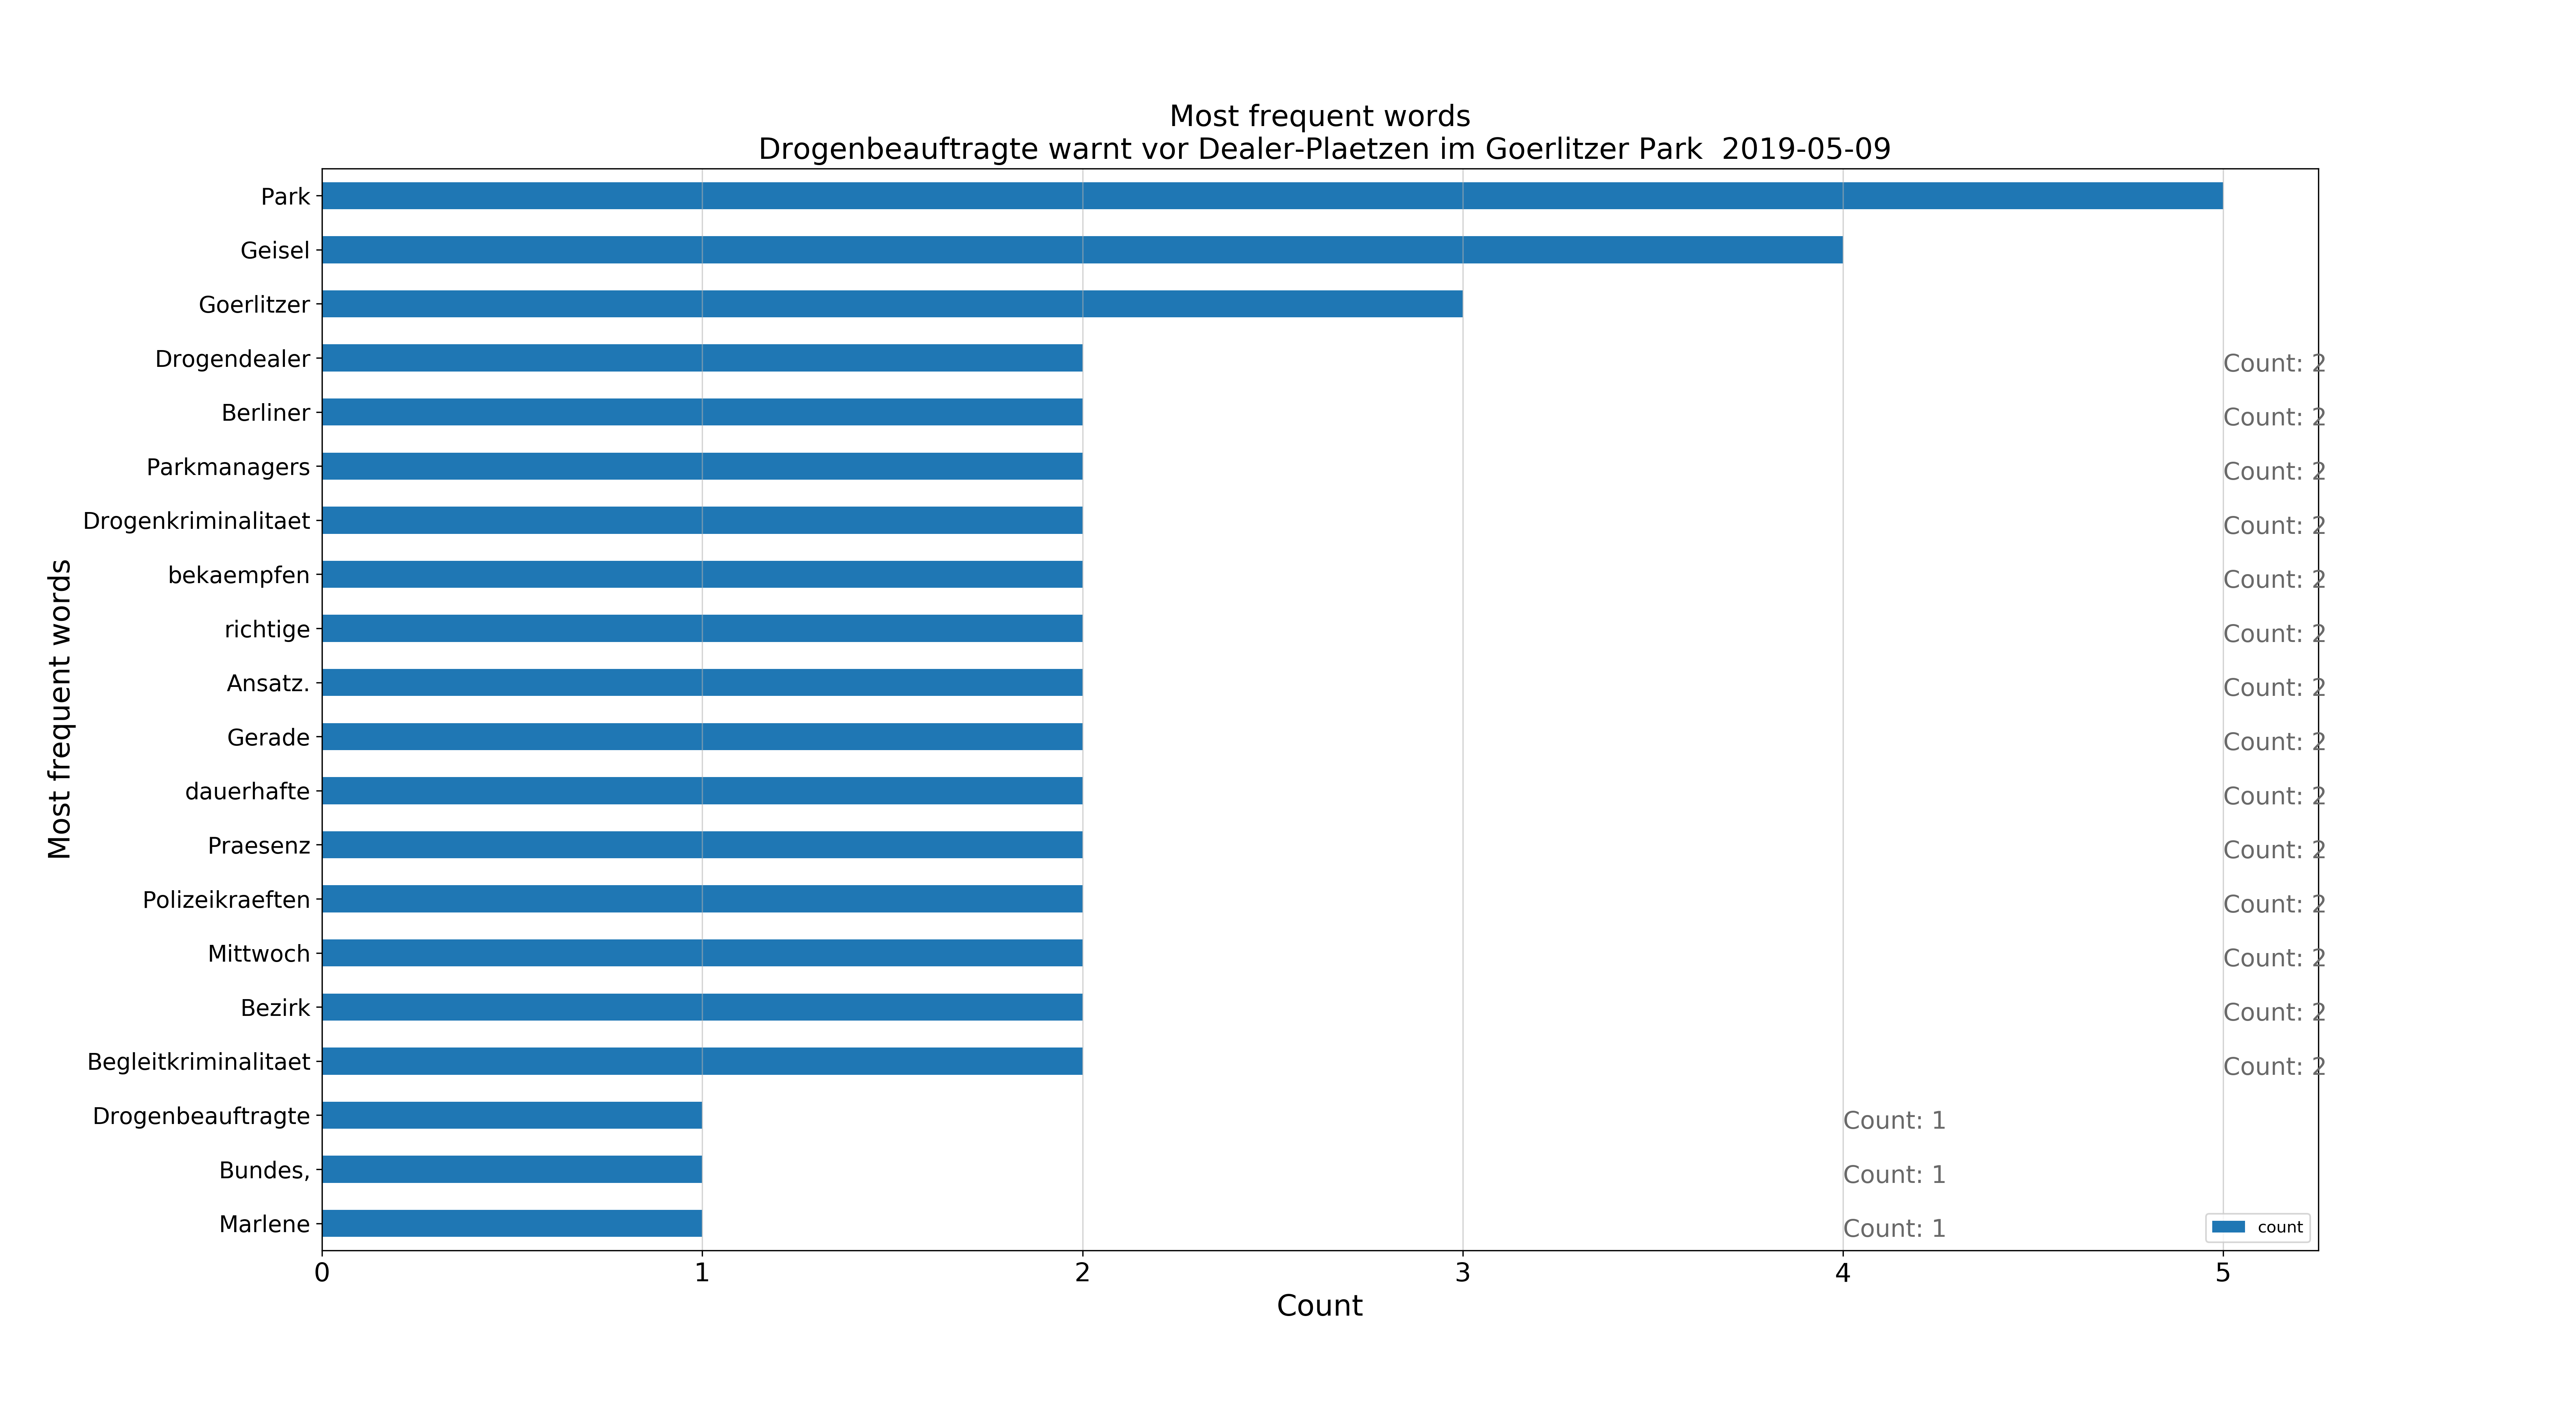 Most frequent words
Drogenbeauftragte warnt vor Dealer-Plaetzen im Goerlitzer Park  2019-05-09
Most frequent words
Park
Geisel
Goerlitzer
Drogendealer Count: 2
Berliner Count: 2
Parkmanagers Count: 2
Drogenkriminalitaet Count: 2
bekaempfen Count: 2
richtige Count: 2
Ansatz. Count: 2
Gerade Count: 2
dauerhafte Count: 2
Praesenz Count: 2
Polizeikraeften Count: 2
Mittwoch Count: 2
Bezirk Count: 2
Begleitkriminalitaet Count: 2
Drogenbeauftragte Count: 1
Bundes, Count: 1
Marlene Count: 1
count
0 1 2 3 4 5
Count